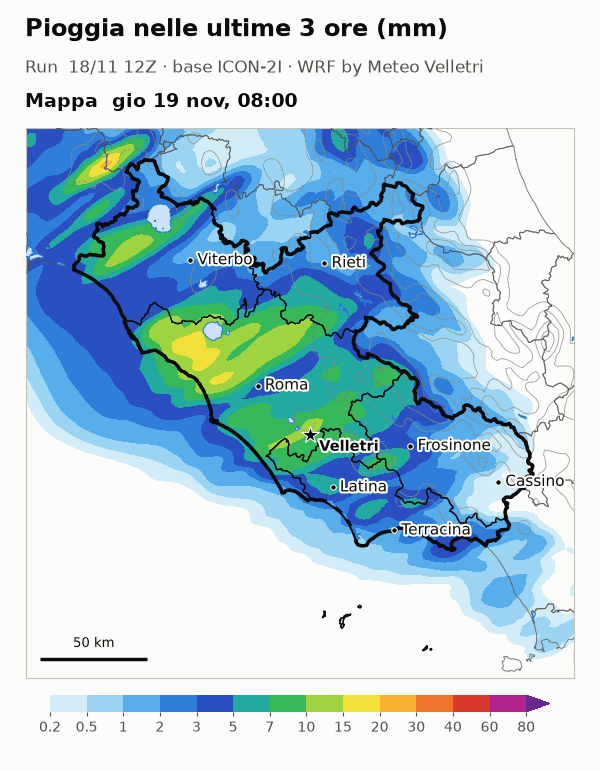 Pioggia nelle ultime 3 ore (mm)
Run  18/11 12Z · base ICON-2I · WRF by Meteo Velletri
Mappa  gio 19 nov, 08:00
Viterbo
Rieti
Roma
Velletri
Frosinone
Cassino
Latina
Terracina
50 km
0.2 0.5 1 2 3 5 7 10 15 20 30 40 60 80